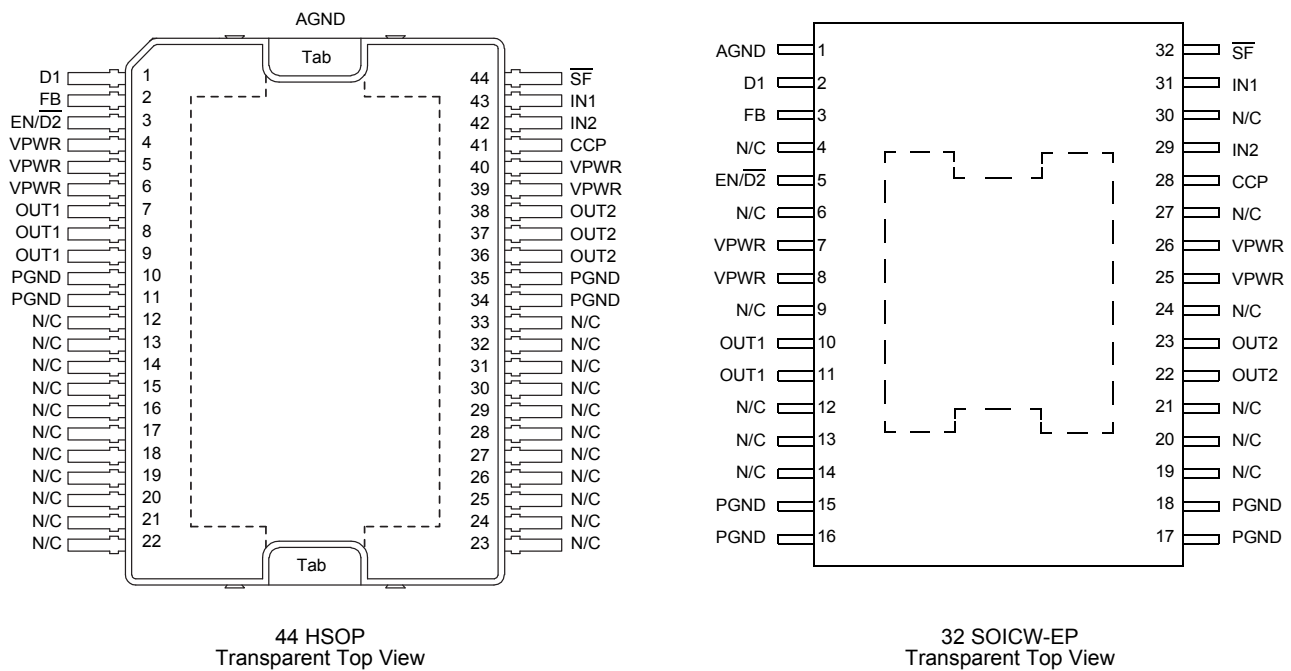 AGND
Tab
D1 1 44 S̅F̅
FB 2 43 IN1
EN/D̅2̅ 3 42 IN2
VPWR 4 41 CCP
VPWR 5 40 VPWR
VPWR 6 39 VPWR
OUT1 7 38 OUT2
OUT1 8 37 OUT2
OUT1 9 36 OUT2
PGND 10 35 PGND
PGND 11 34 PGND
N/C 12 33 N/C
N/C 13 32 N/C
N/C 14 31 N/C
N/C 15 30 N/C
N/C 16 29 N/C
N/C 17 28 N/C
N/C 18 27 N/C
N/C 19 26 N/C
N/C 20 25 N/C
N/C 21 24 N/C
N/C 22 23 N/C
Tab
44 HSOP
Transparent Top View
AGND 1 32 S̅F̅
D1 2 31 IN1
FB 3 30 N/C
N/C 4 29 IN2
EN/D̅2̅ 5 28 CCP
N/C 6 27 N/C
VPWR 7 26 VPWR
VPWR 8 25 VPWR
N/C 9 24 N/C
OUT1 10 23 OUT2
OUT1 11 22 OUT2
N/C 12 21 N/C
N/C 13 20 N/C
N/C 14 19 N/C
PGND 15 18 PGND
PGND 16 17 PGND
32 SOICW-EP
Transparent Top View